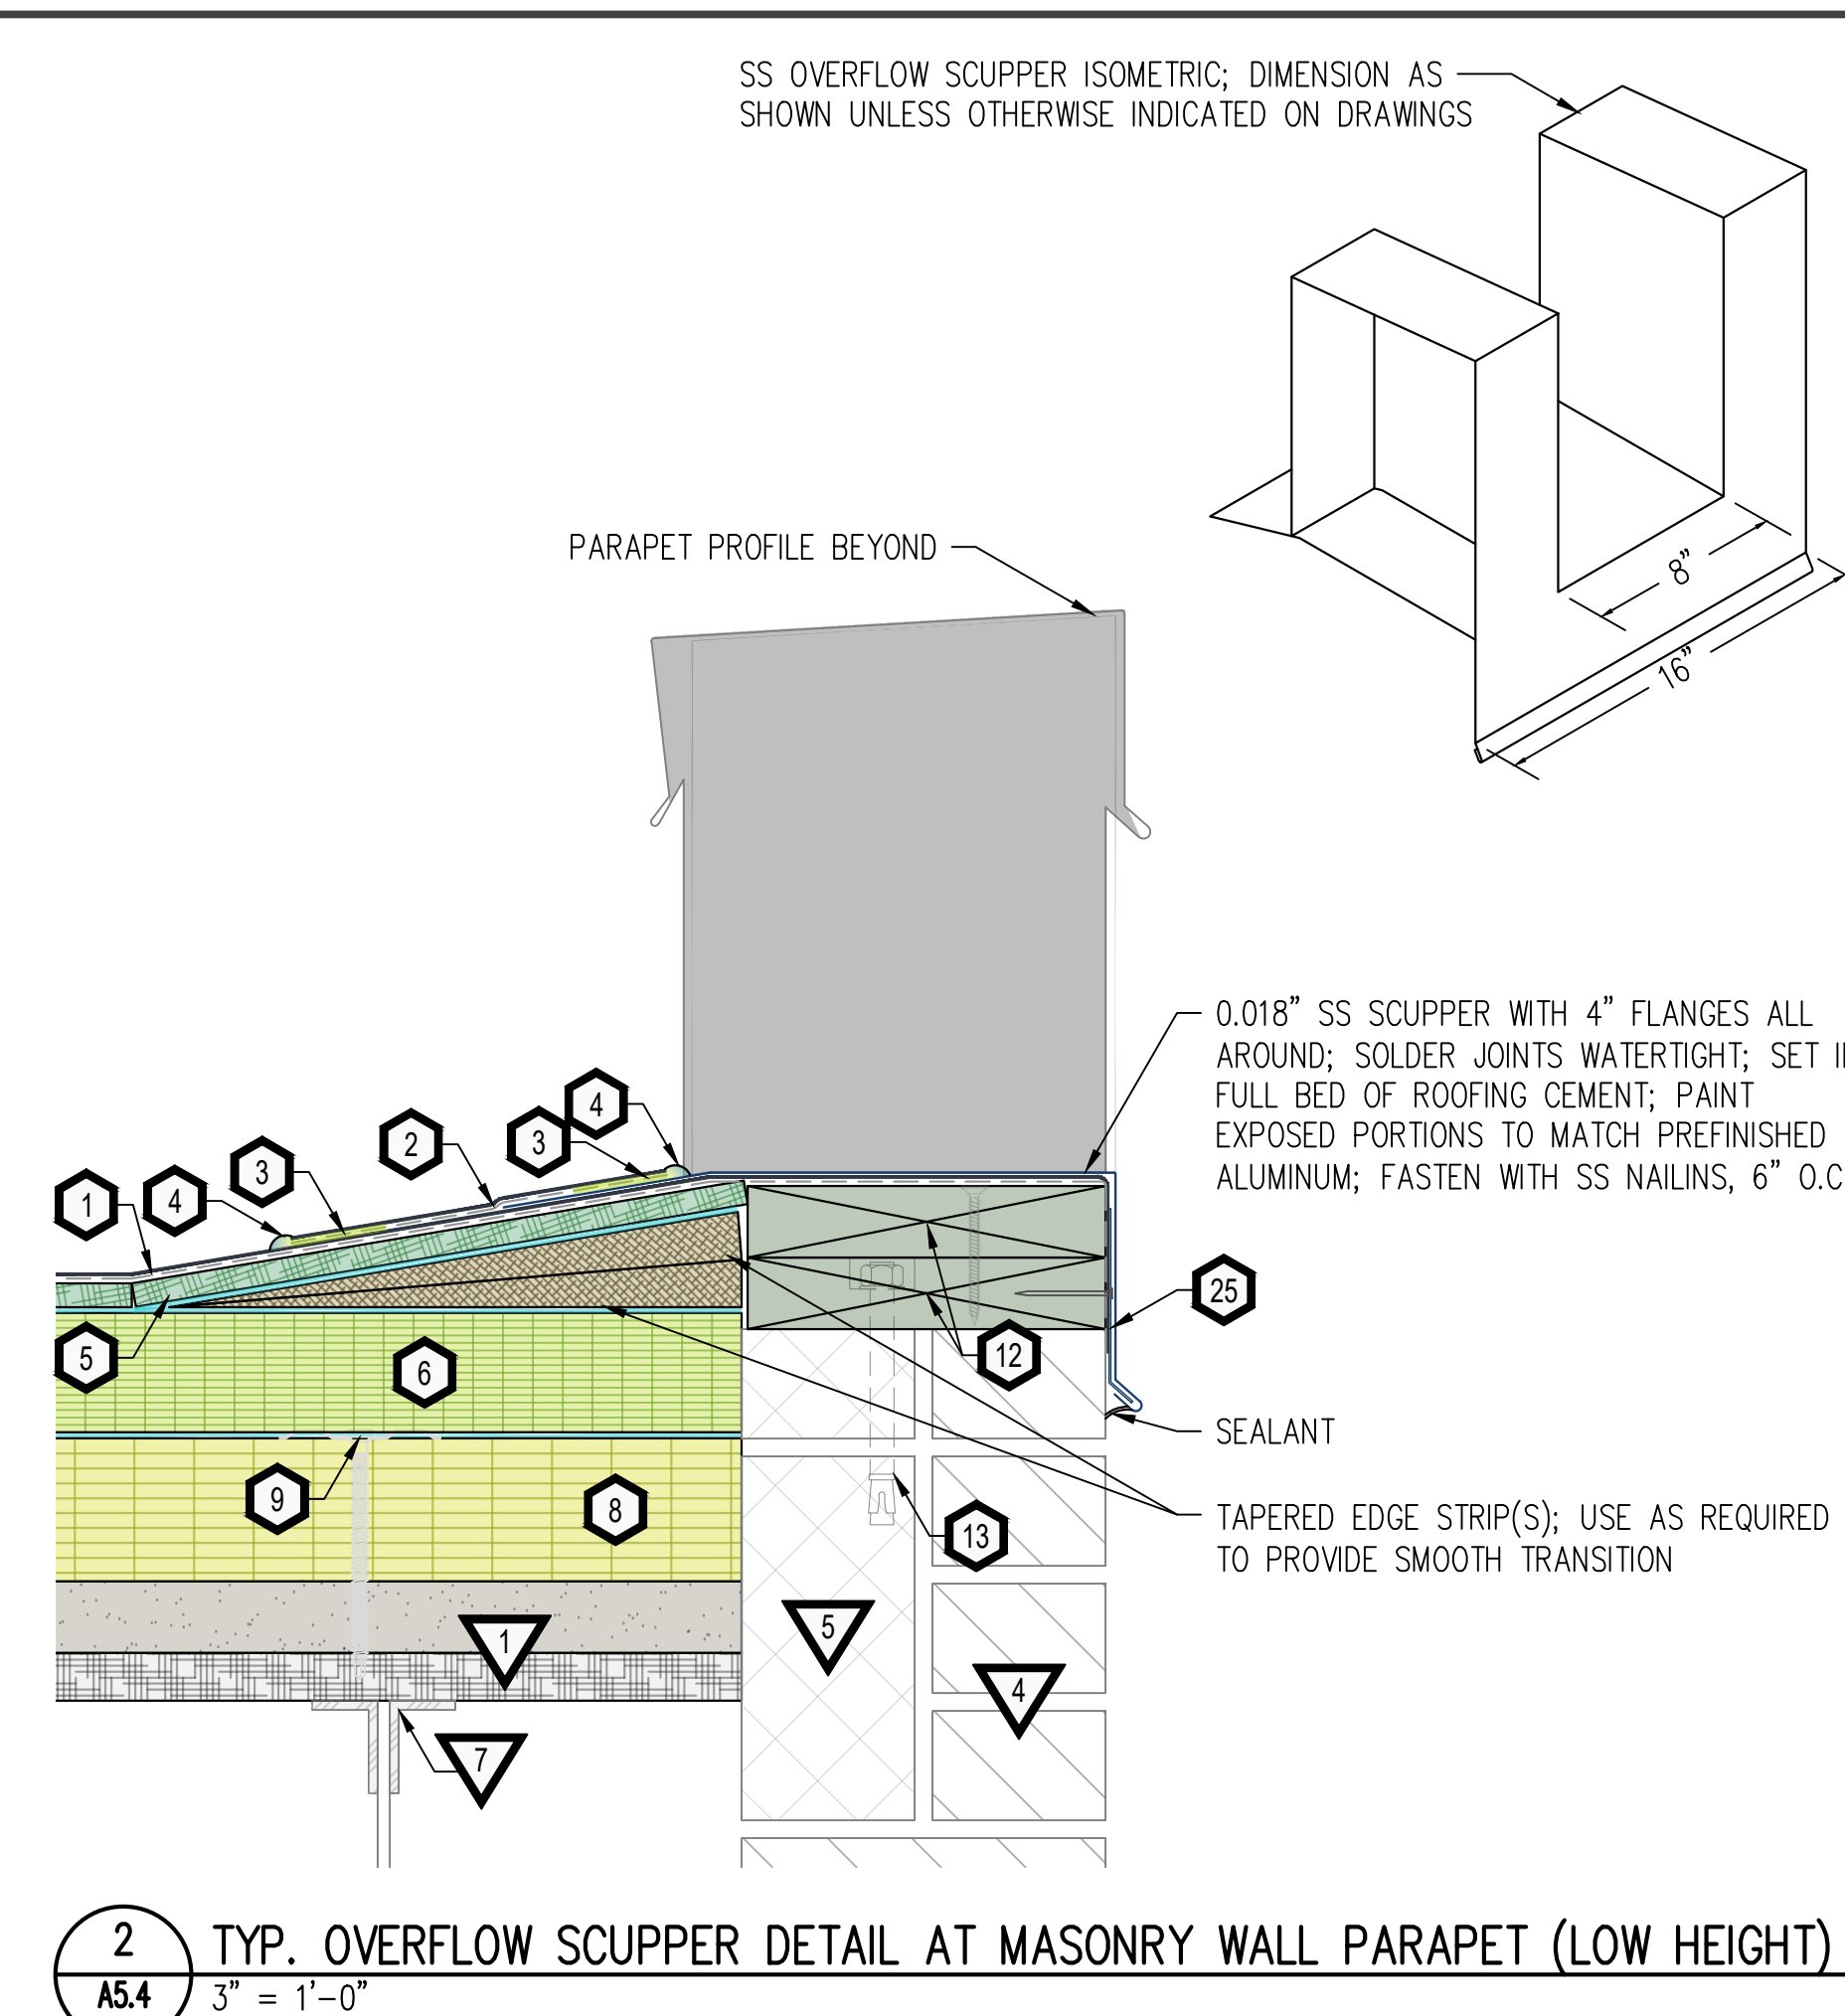 SS OVERFLOW SCUPPER ISOMETRIC; DIMENSION AS
SHOWN UNLESS OTHERWISE INDICATED ON DRAWINGS
8"
16"
PARAPET PROFILE BEYOND
0.018" SS SCUPPER WITH 4" FLANGES ALL
AROUND; SOLDER JOINTS WATERTIGHT; SET
FULL BED OF ROOFING CEMENT; PAINT
EXPOSED PORTIONS TO MATCH PREFINISHED
ALUMINUM; FASTEN WITH SS NAILINS, 6" O.C
4
3
2
3
4
1
25
12
5
6
SEALANT
9
8
13
TAPERED EDGE STRIP(S); USE AS REQUIRED
TO PROVIDE SMOOTH TRANSITION
1
5
4
7
2
TYP. OVERFLOW SCUPPER DETAIL AT MASONRY WALL PARAPET (LOW HEIGHT)
A5.4
3" = 1'-0"